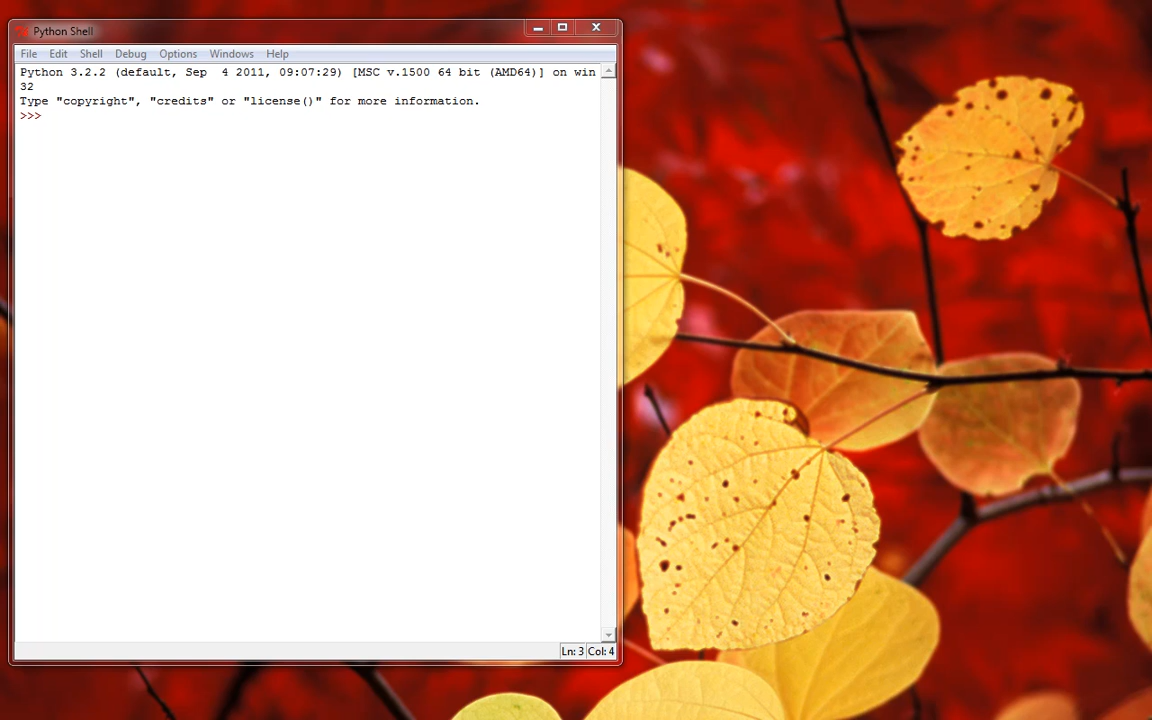 Python Shell
File Edit Shell Debug Options Windows Help
Python 3.2.2 (default, Sep  4 2011, 09:07:29) [MSC v.1500 64 bit (AMD64)] on win
32
Type "copyright", "credits" or "license()" for more information.
>>>
Ln: 3 Col: 4